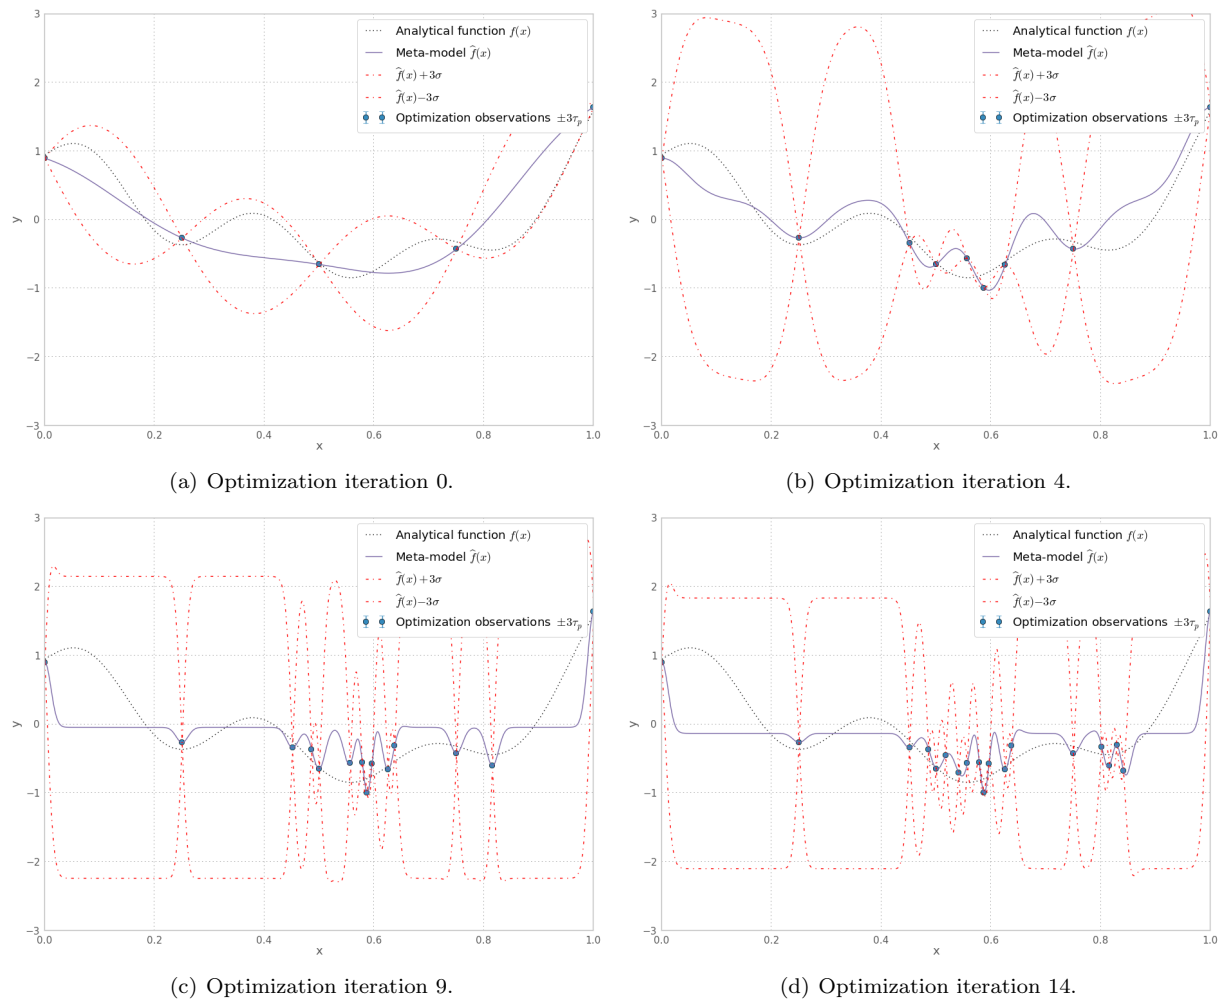 3
2
1
0
−1
−2
−3
y
0.0 0.2 0.4 0.6 0.8 1.0
x
Analytical function f(x)
Meta-model f̂(x)
f̂(x)+3σ
f̂(x)−3σ
Optimization observations ±3τ_p
(a) Optimization iteration 0.
3
2
1
0
−1
−2
−3
y
0.0 0.2 0.4 0.6 0.8 1.0
x
Analytical function f(x)
Meta-model f̂(x)
f̂(x)+3σ
f̂(x)−3σ
Optimization observations ±3τ_p
(b) Optimization iteration 4.
3
2
1
0
−1
−2
−3
y
0.0 0.2 0.4 0.6 0.8 1.0
x
Analytical function f(x)
Meta-model f̂(x)
f̂(x)+3σ
f̂(x)−3σ
Optimization observations ±3τ_p
(c) Optimization iteration 9.
3
2
1
0
−1
−2
−3
y
0.0 0.2 0.4 0.6 0.8 1.0
x
Analytical function f(x)
Meta-model f̂(x)
f̂(x)+3σ
f̂(x)−3σ
Optimization observations ±3τ_p
(d) Optimization iteration 14.